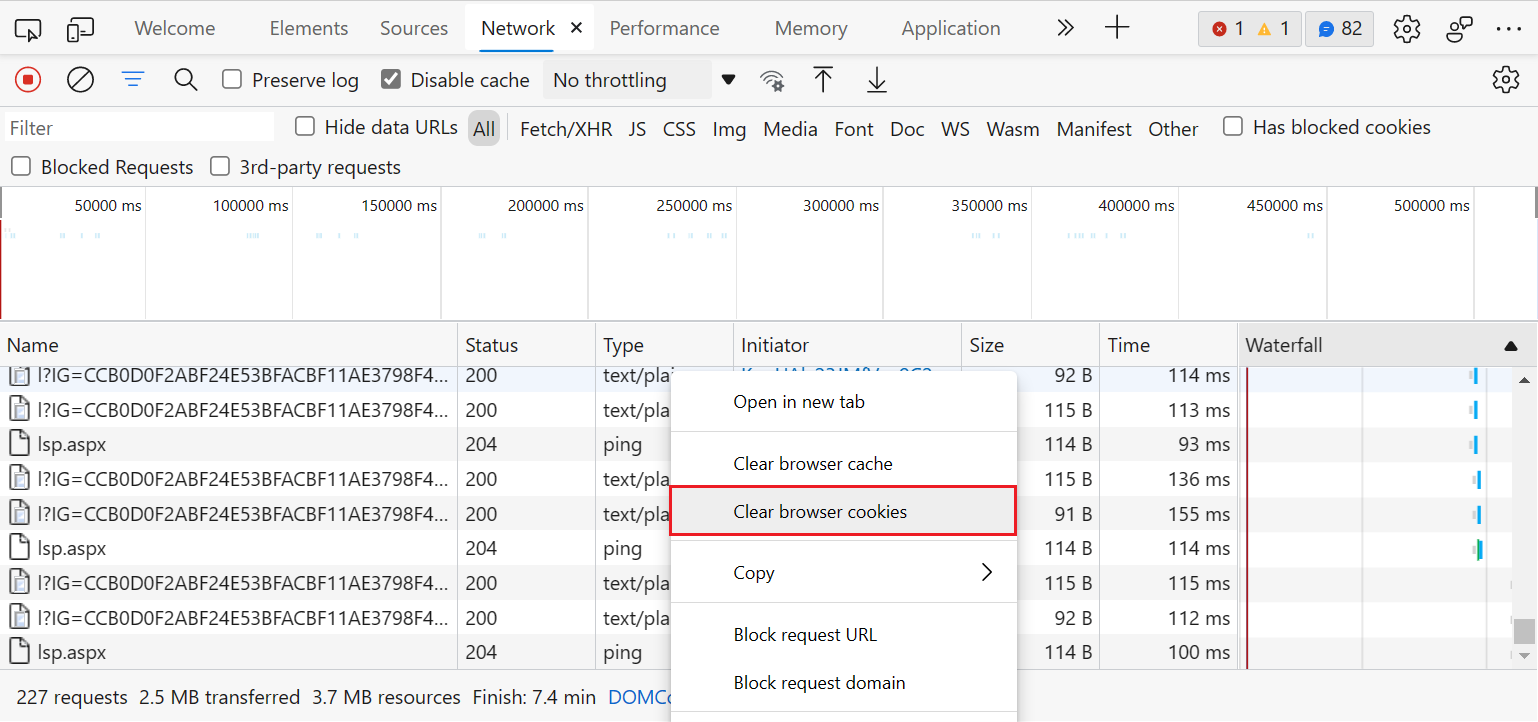 Welcome Elements Sources Network Performance Memory Application 1 1 82
Preserve log Disable cache No throttling
Filter Hide data URLs All Fetch/XHR JS CSS Img Media Font Doc WS Wasm Manifest Other Has blocked cookies
Blocked Requests 3rd-party requests
50000 ms 100000 ms 150000 ms 200000 ms 250000 ms 300000 ms 350000 ms 400000 ms 450000 ms 500000 ms
Name Status Type Initiator Size Time Waterfall
l?IG=CCB0D0F2ABF24E53BFACBF11AE3798F4... 200 text/plai 92 B 114 ms
Open in new tab
l?IG=CCB0D0F2ABF24E53BFACBF11AE3798F4... 200 text/pla 115 B 113 ms
lsp.aspx 204 ping 114 B 93 ms
Clear browser cache
l?IG=CCB0D0F2ABF24E53BFACBF11AE3798F4... 200 text/pla 115 B 136 ms
Clear browser cookies
l?IG=CCB0D0F2ABF24E53BFACBF11AE3798F4... 200 text/pla 91 B 155 ms
lsp.aspx 204 ping 114 B 114 ms
Copy
l?IG=CCB0D0F2ABF24E53BFACBF11AE3798F4... 200 text/pla 115 B 115 ms
l?IG=CCB0D0F2ABF24E53BFACBF11AE3798F4... 200 text/pla 92 B 112 ms
Block request URL
lsp.aspx 204 ping 114 B 100 ms
Block request domain
227 requests 2.5 MB transferred 3.7 MB resources Finish: 7.4 min DOMCo